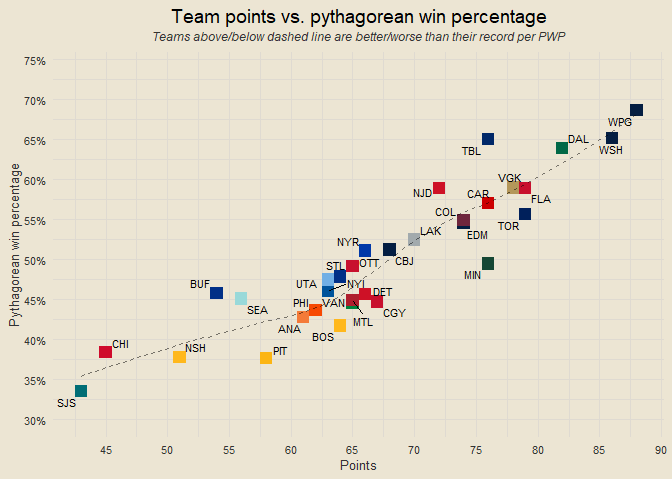 Team points vs. pythagorean win percentage
Teams above/below dashed line are better/worse than their record per PWP
Pythagorean win percentage
75%
70%
65%
60%
55%
50%
45%
40%
35%
30%
WPG
DAL
WSH
TBL
VGK
NJD
CAR
FLA
COL
TOR
EDM
LAK
NYR
CBJ
OTT
STL
MIN
UTA
NYI
BUF
DET
SEA
PHI
VAN
CGY
MTL
ANA
BOS
CHI
NSH
PIT
SJS
45 50 55 60 65 70 75 80 85 90
Points